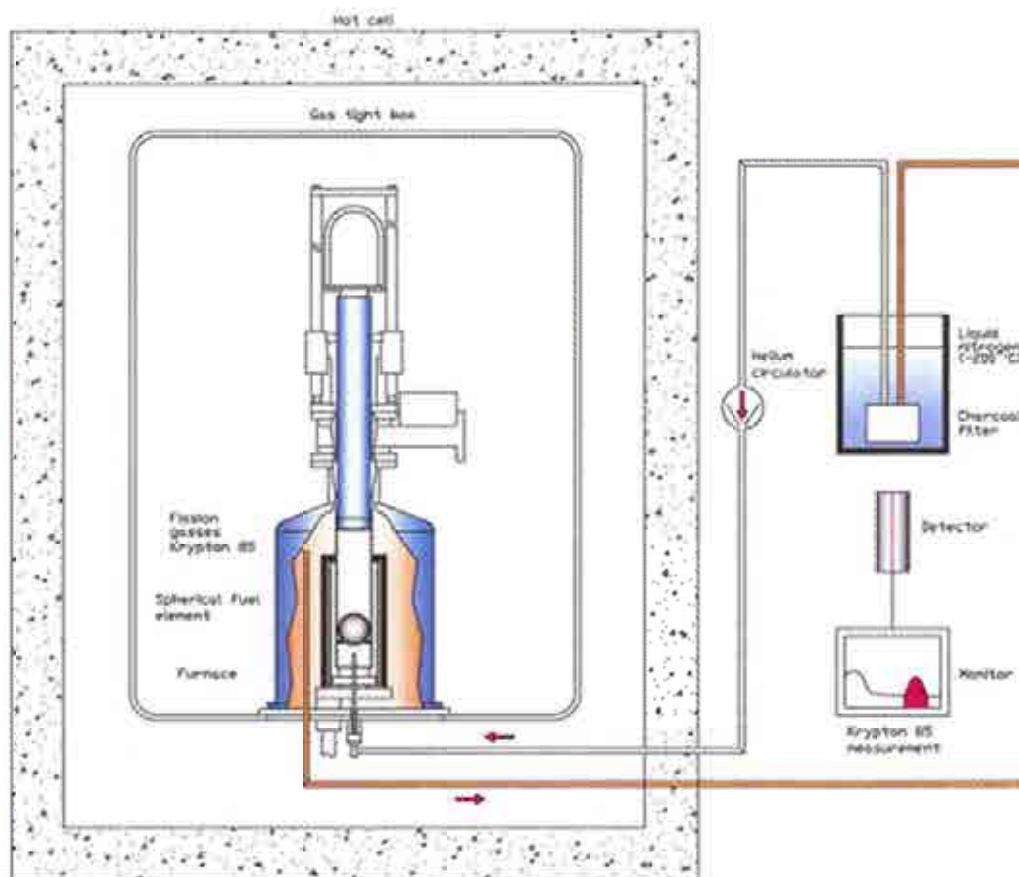 Hot cell
Gas tight box
Liquid
nitrogen
Helium
circulator
Charcoal
filter
Fission
gasses
Krypton 85
Detector
Spherical fuel
element
Furnace
Monitor
Krypton 85
measurement